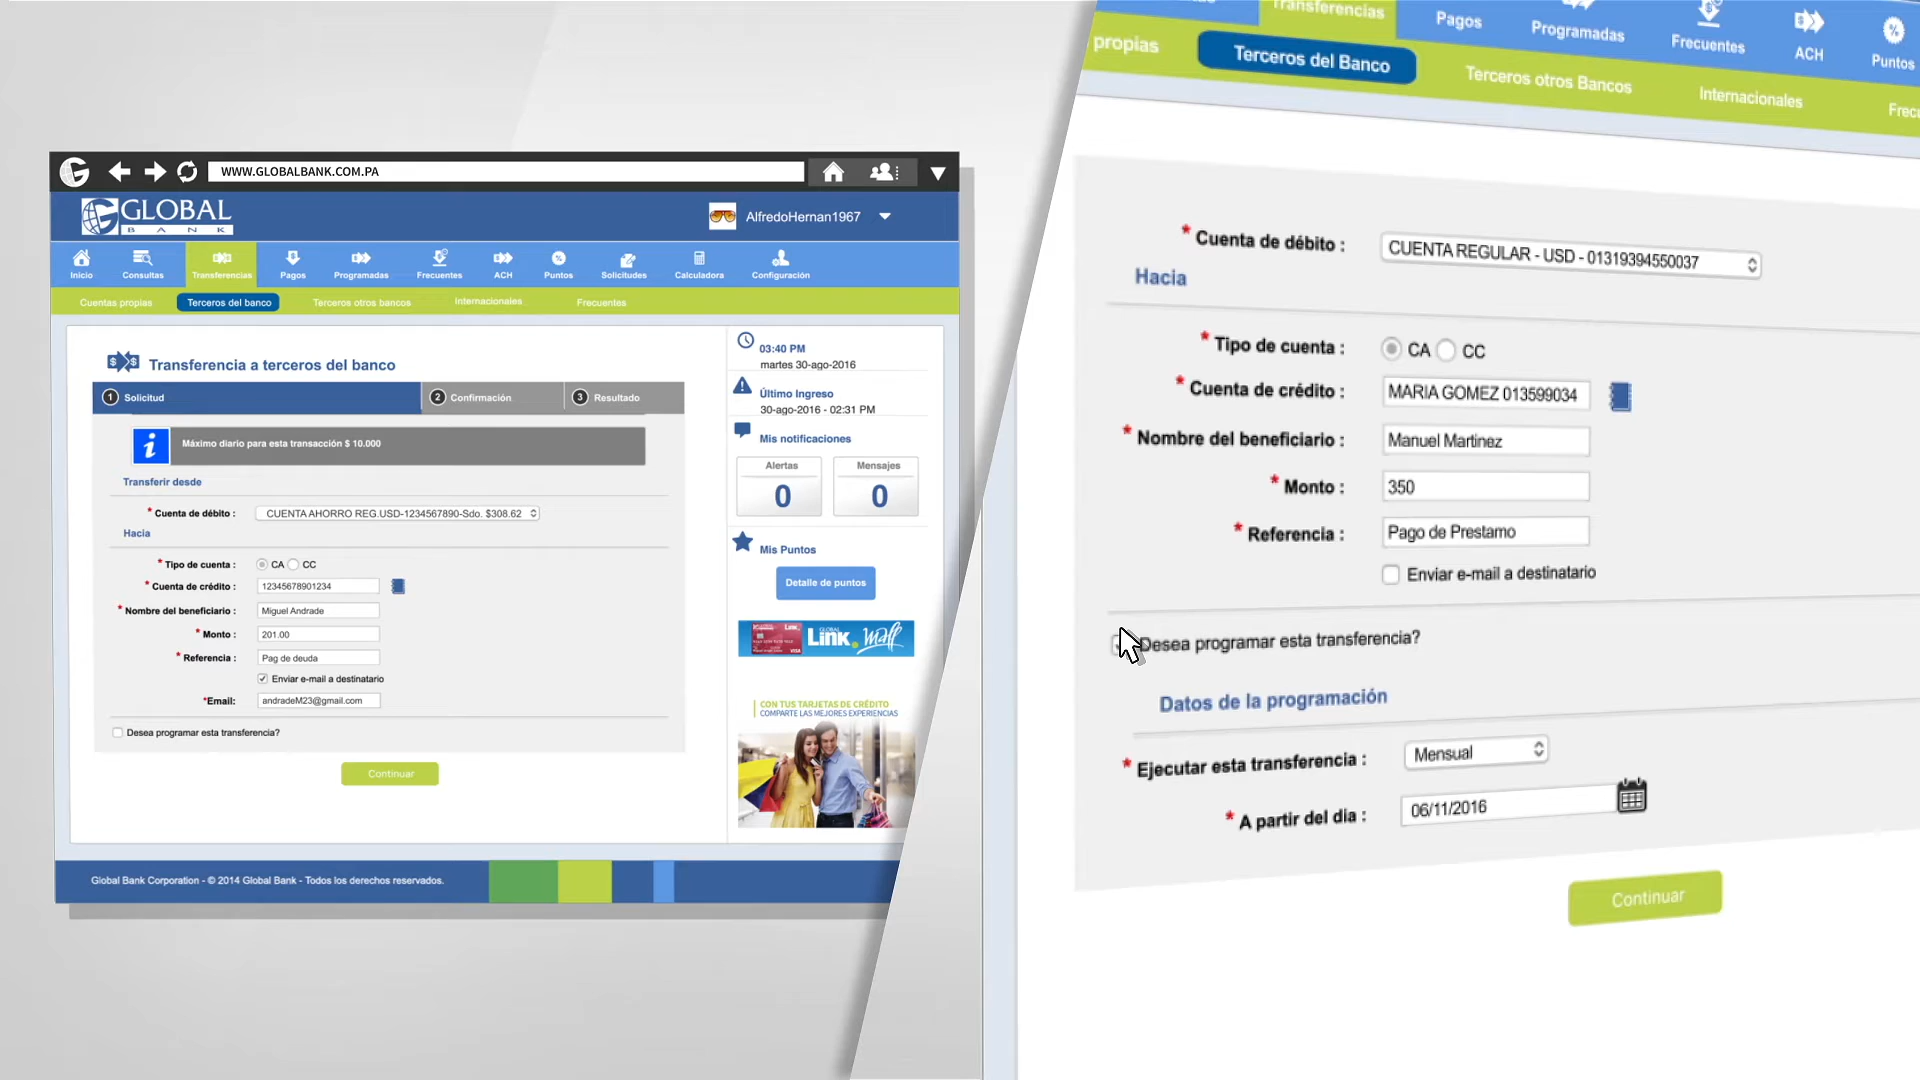 WWW.GLOBALBANK.COM.PA
GLOBAL
BANK
AlfredoHernan1967
Inicio
Consultas
Transferencias
Pagos
Programadas
Frecuentes
ACH
Puntos
Solicitudes
Calculadora
Configuración
Cuentas propias
Terceros del banco
Terceros otros bancos
Internacionales
Frecuentes
Transferencia a terceros del banco
1 Solicitud
2 Confirmación
3 Resultado
Máximo diario para esta transacción $ 10.000
Transferir desde
* Cuenta de débito : CUENTA AHORRO REG.USD-1234567890-Sdo. $308.62
Hacia
* Tipo de cuenta : CA CC
* Cuenta de crédito : 12345678901234
* Nombre del beneficiario : Miguel Andrade
* Monto : 201.00
* Referencia : Pag de deuda
Enviar e-mail a destinatario
*Email: andradeM23@gmail.com
Desea programar esta transferencia?
Continuar
03:40 PM
martes 30-ago-2016
Último Ingreso
30-ago-2016 - 02:31 PM
Mis notificaciones
Alertas
0
Mensajes
0
Mis Puntos
Detalle de puntos
GLOBAL
Link Mall
CON TUS TARJETAS DE CRÉDITO
COMPARTE LAS MEJORES EXPERIENCIAS
Global Bank Corporation - © 2014 Global Bank - Todos los derechos reservados.
Transferencias
Pagos
Programadas
Frecuentes
ACH
Puntos
propias
Terceros del Banco
Terceros otros Bancos
Internacionales
Frec
* Cuenta de débito : CUENTA REGULAR - USD - 01319394550037
Hacia
* Tipo de cuenta : CA CC
* Cuenta de crédito : MARIA GOMEZ 013599034
* Nombre del beneficiario : Manuel Martinez
* Monto : 350
* Referencia : Pago de Prestamo
Enviar e-mail a destinatario
Desea programar esta transferencia?
Datos de la programación
* Ejecutar esta transferencia : Mensual
* A partir del dia : 06/11/2016
Continuar